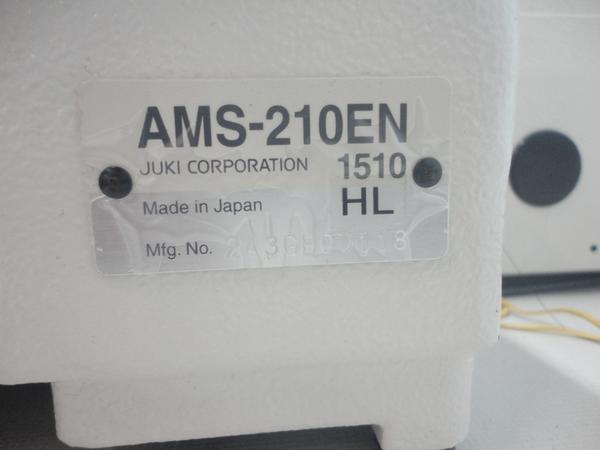 AMS-210EN
JUKI CORPORATION 1510
Made in Japan HL
Mfg. No.